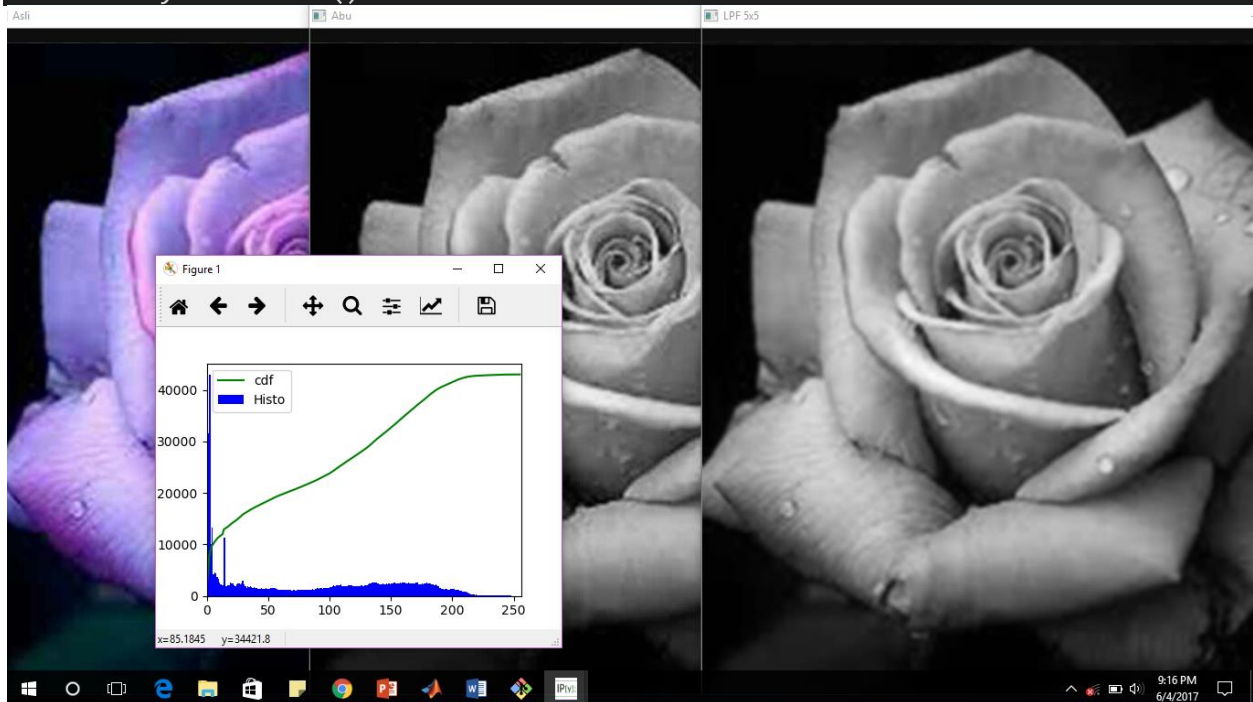 Asli
Abu
LPF 5x5
Figure 1
cdf
Histo
40000
30000
20000
10000
0
0 50 100 150 200 250
x=85.1845 y=34421.8
9:16 PM
6/4/2017